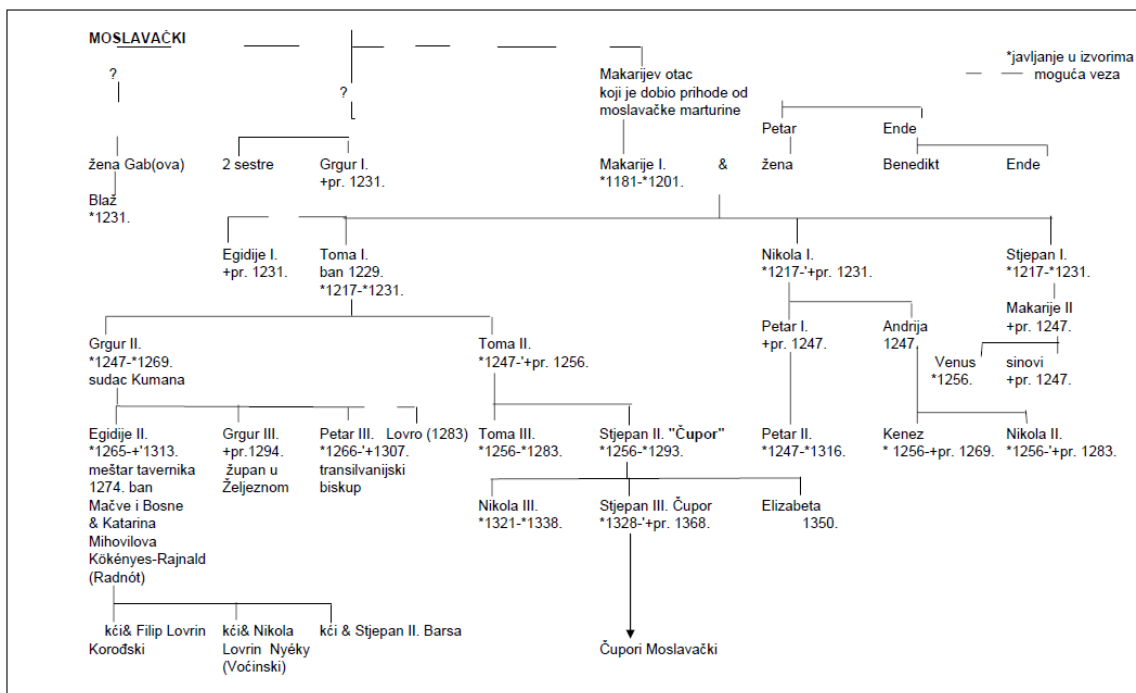 MOSLAVAČKI
*javljanje u izvorima
moguća veza
?
?
Makarijev otac
koji je dobio prihode od
moslavačke marturine
Petar Ende
žena Gab(ova) 2 sestre Grgur I. Makarije I. & žena Benedikt Ende
+pr. 1231. *1181-*1201.
Blaž
*1231.
Egidije I. Toma I. Nikola I. Stjepan I.
+pr. 1231. ban 1229. *1217-'+pr. 1231. *1217-*1231.
*1217-*1231.
Makarije II
+pr. 1247.
Petar I. Andrija
+pr. 1247. 1247.
Grgur II. Toma II.
*1247-*1269. *1247-'+pr. 1256.
sudac Kumana
Venus sinovi
*1256. +pr. 1247.
Egidije II. Grgur III. Petar III. Lovro (1283) Toma III. Stjepan II. "Čupor" Petar II. Kenez Nikola II.
*1265-+'1313. +pr.1294. *1266-'+1307. *1256-*1283. *1256-*1293. *1247-*1316. * 1256-+pr. 1269. *1256-'+pr. 1283.
meštar tavernika župan u transilvanijski
1274. ban Željeznom biskup
Mačve i Bosne
& Katarina
Mihovilova
Kökényes-Rajnald
(Radnót)
Nikola III. Stjepan III. Čupor Elizabeta
*1321-*1338. *1328-'+pr. 1368. 1350.
kći& Filip Lovrin kći& Nikola kći & Stjepan II. Barsa
Korođski Lovrin Nyéky
(Voćinski)
Čupori Moslavački